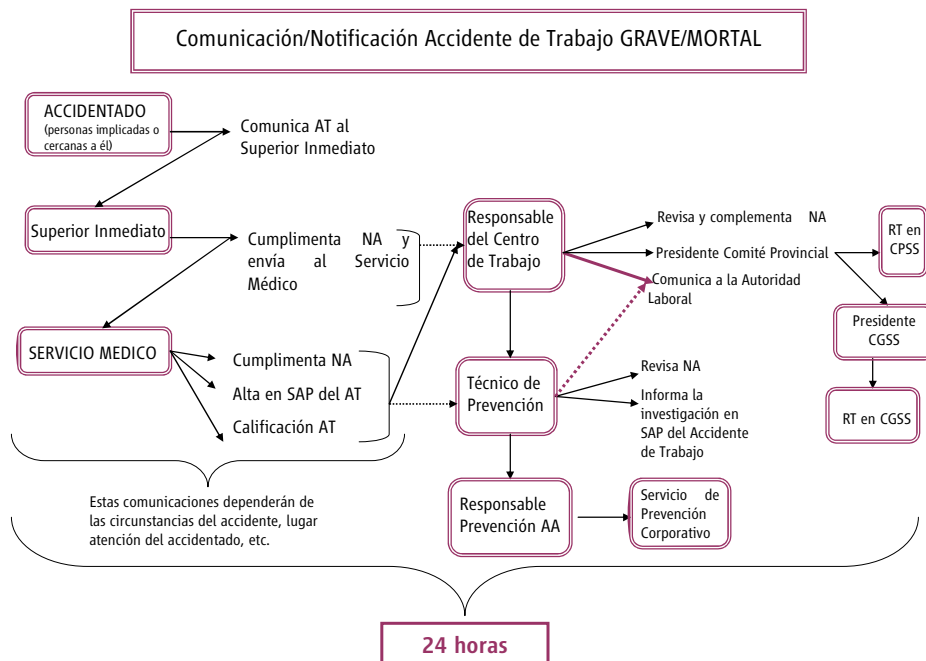 Comunicación/Notificación Accidente de Trabajo GRAVE/MORTAL
ACCIDENTADO
(personas implicadas o
cercanas a él)
Comunica AT al
Superior Inmediato
Superior Inmediato
Cumplimenta NA y
envía al Servicio
Médico
SERVICIO MEDICO
Cumplimenta NA
Alta en SAP del AT
Calificación AT
Estas comunicaciones dependerán de
las circunstancias del accidente, lugar
atención del accidentado, etc.
Responsable
del Centro
de Trabajo
Revisa y complementa NA
Presidente Comité Provincial
Comunica a la Autoridad
Laboral
RT en
CPSS
Presidente
CGSS
RT en CGSS
Técnico de
Prevención
Revisa NA
Informa la
investigación en
SAP del Accidente
de Trabajo
Responsable
Prevención AA
Servicio de
Prevención
Corporativo
24 horas